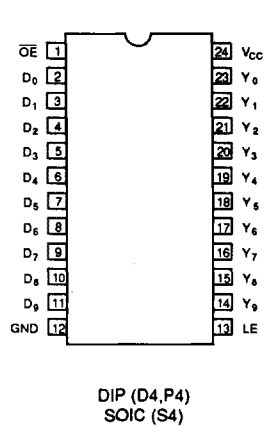 O̅E̅ 1 24 V_CC
D₀ 2 23 Y₀
D₁ 3 22 Y₁
D₂ 4 21 Y₂
D₃ 5 20 Y₃
D₄ 6 19 Y₄
D₅ 7 18 Y₅
D₆ 8 17 Y₆
D₇ 9 16 Y₇
D₈ 10 15 Y₈
D₉ 11 14 Y₉
GND 12 13 LE
DIP (D4,P4)
SOIC (S4)